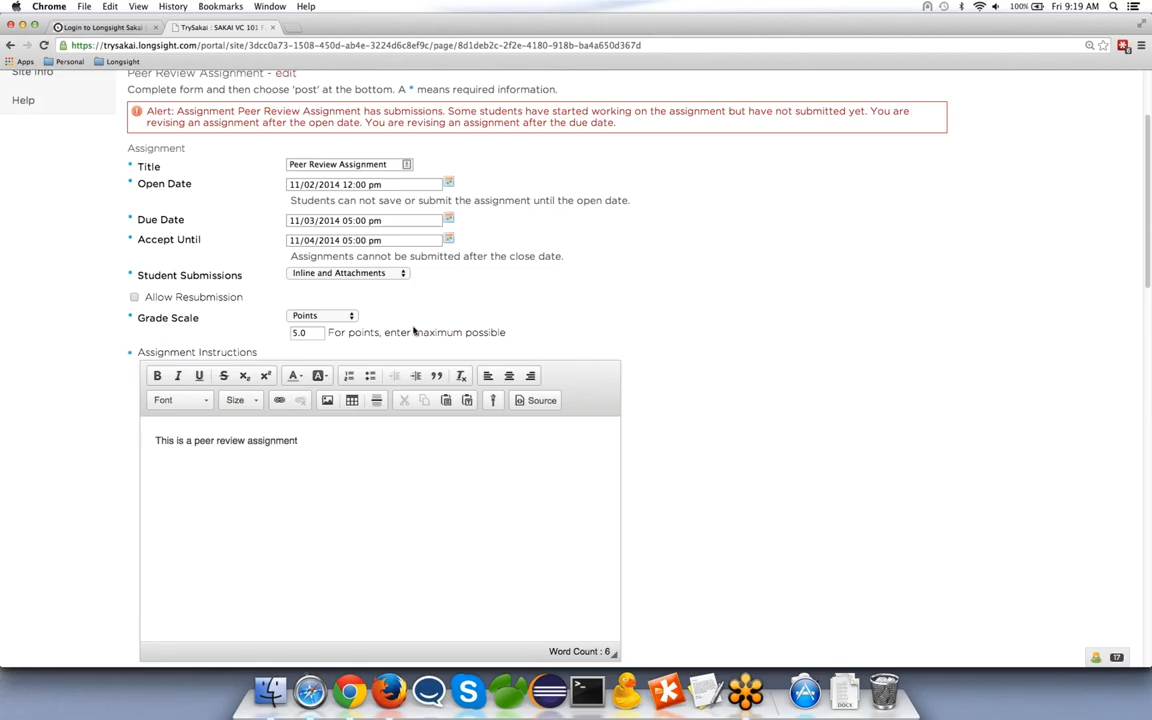 Chrome File Edit View History Bookmarks Window Help 100% Fri 9:19 AM
Login to Longsight Sakai TrySakai : SAKAI VC 101 F
https://trysakai.longsight.com/portal/site/3dcc0a73-1508-450d-ab4e-3224d6c8ef9c/page/8d1deb2c-2f2e-4180-918b-ba4a650d367d
Apps Personal Longsight
Site Info
Help
Peer Review Assignment - edit
Complete form and then choose 'post' at the bottom. A * means required information.
Alert: Assignment Peer Review Assignment has submissions. Some students have started working on the assignment but have not submitted yet. You are
revising an assignment after the open date. You are revising an assignment after the due date.
Assignment
* Title Peer Review Assignment
* Open Date 11/02/2014 12:00 pm
Students can not save or submit the assignment until the open date.
* Due Date 11/03/2014 05:00 pm
* Accept Until 11/04/2014 05:00 pm
Assignments cannot be submitted after the close date.
* Student Submissions Inline and Attachments
Allow Resubmission
* Grade Scale Points
5.0 For points, enter maximum possible
* Assignment Instructions
Font Size Source
This is a peer review assignment
Word Count : 6
17
DOCX